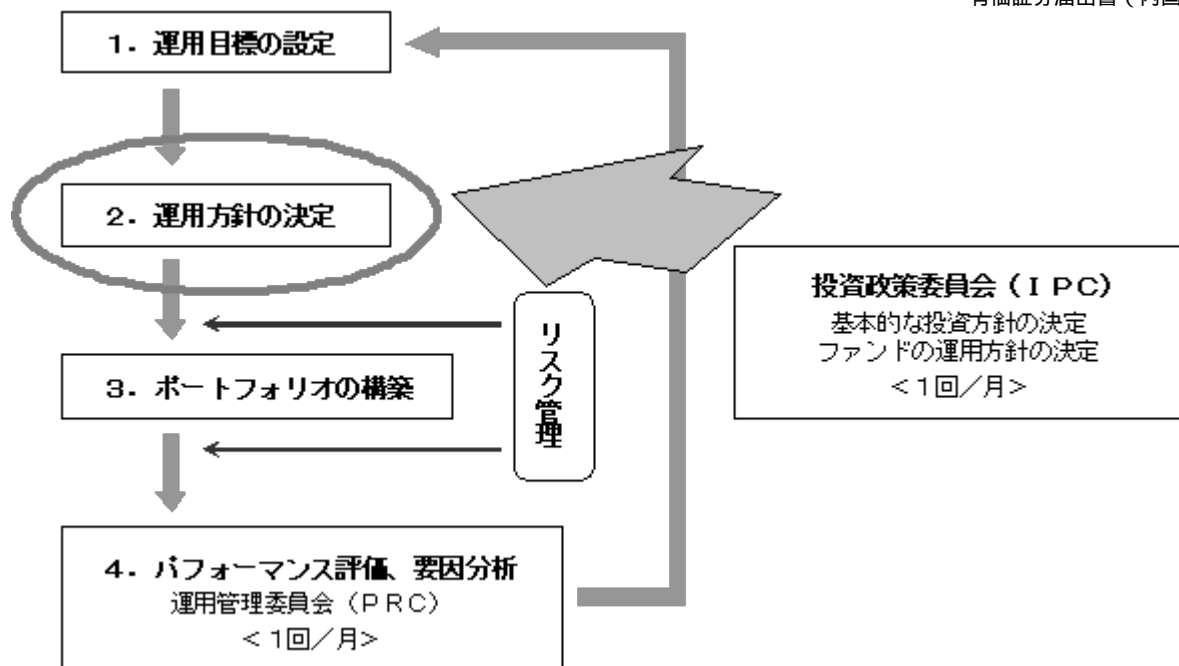 1．運用目標の設定
2．運用方針の決定
投資政策委員会（ＩＰＣ）
基本的な投資方針の決定
ファンドの運用方針の決定
＜1回／月＞
リスク管理
3．ポートフォリオの構築
4．パフォーマンス評価、要因分析
運用管理委員会（ＰＲＣ）
＜1回／月＞